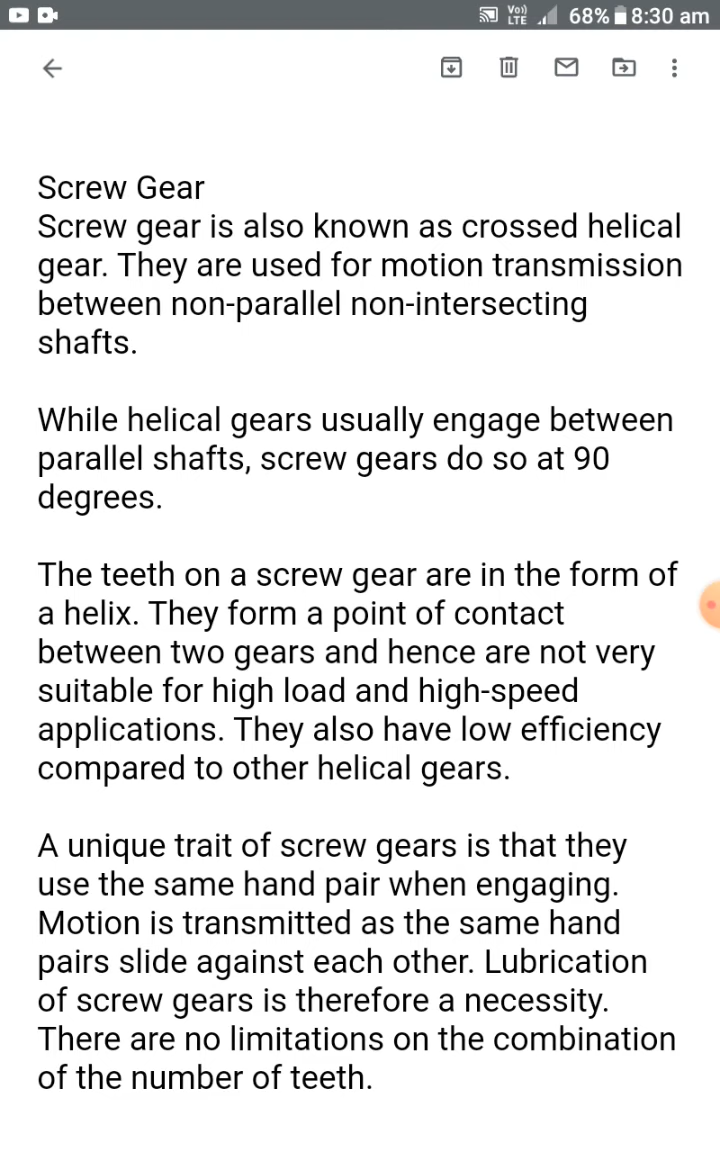 Vo)) LTE 68% 8:30 am
Screw Gear
Screw gear is also known as crossed helical
gear. They are used for motion transmission
between non-parallel non-intersecting
shafts.
While helical gears usually engage between
parallel shafts, screw gears do so at 90
degrees.
The teeth on a screw gear are in the form of
a helix. They form a point of contact
between two gears and hence are not very
suitable for high load and high-speed
applications. They also have low efficiency
compared to other helical gears.
A unique trait of screw gears is that they
use the same hand pair when engaging.
Motion is transmitted as the same hand
pairs slide against each other. Lubrication
of screw gears is therefore a necessity.
There are no limitations on the combination
of the number of teeth.